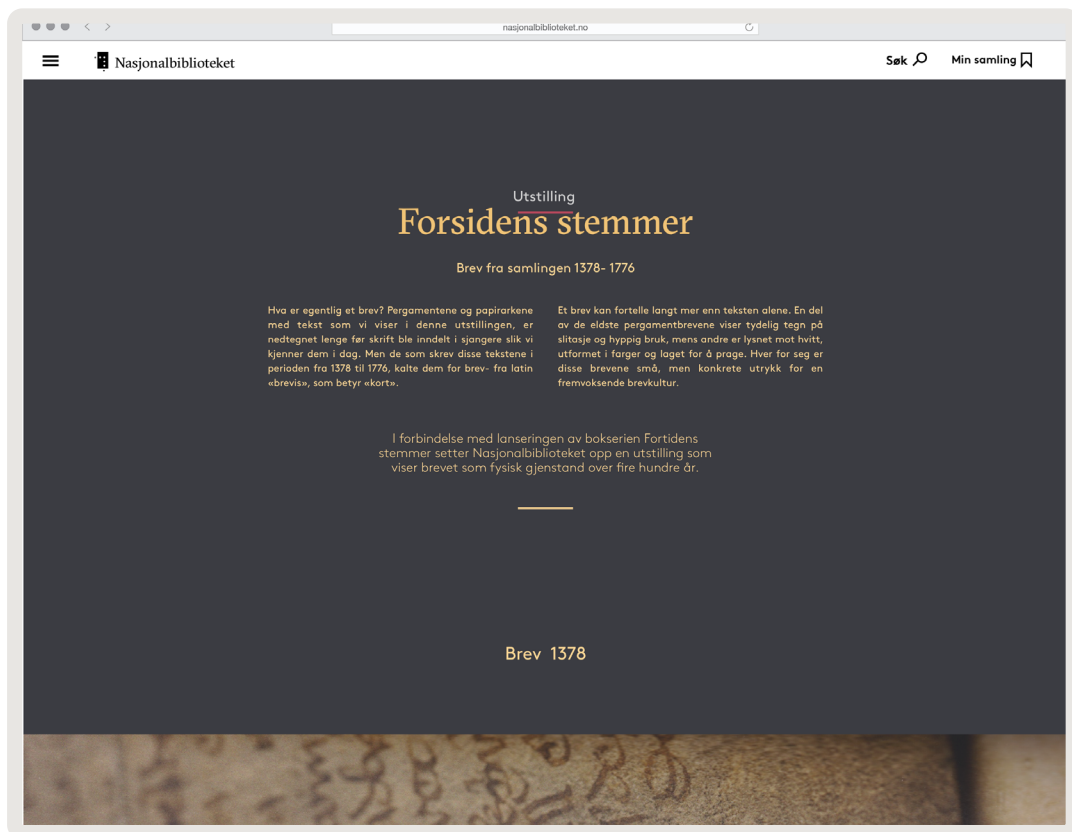 nasjonalbiblioteket.no
Nasjonalbiblioteket
Søk
Min samling
Utstilling
Forsidens stemmer
Brev fra samlingen 1378- 1776
Hva er egentlig et brev? Pergamentene og papirarkene
med tekst som vi viser i denne utstillingen, er
nedtegnet lenge før skrift ble inndelt i sjangere slik vi
kjenner dem i dag. Men de som skrev disse tekstene i
perioden fra 1378 til 1776, kalte dem for brev- fra latin
«brevis», som betyr «kort».
Et brev kan fortelle langt mer enn teksten alene. En del
av de eldste pergamentbrevene viser tydelig tegn på
slitasje og hyppig bruk, mens andre er lysnet mot hvitt,
utformet i farger og laget for å prage. Hver for seg er
disse brevene små, men konkrete utrykk for en
fremvoksende brevkultur.
I forbindelse med lanseringen av bokserien Fortidens
stemmer setter Nasjonalbiblioteket opp en utstilling som
viser brevet som fysisk gjenstand over fire hundre år.
Brev 1378